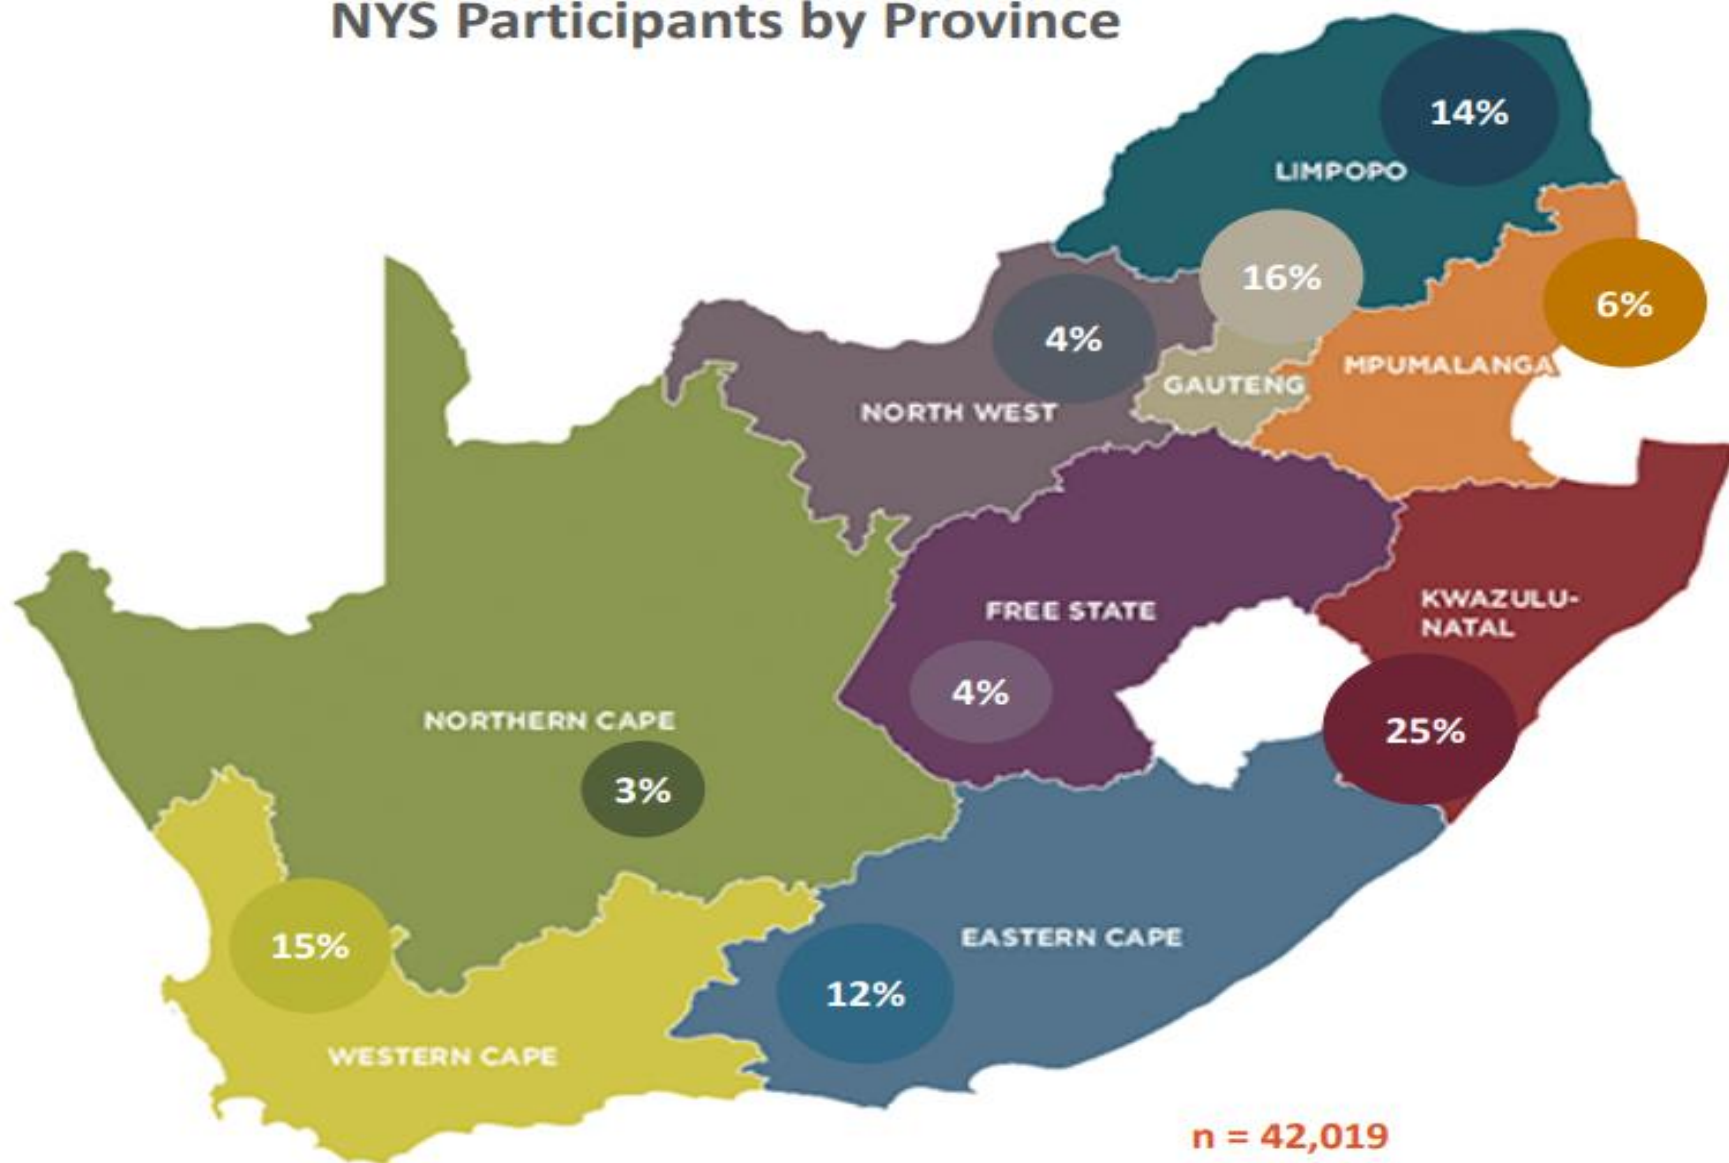 NYS Participants by Province
14%
LIMPOPO
16%
6%
4%
MPUMALANGA
GAUTENG
NORTH WEST
KWAZULU-
NATAL
FREE STATE
4%
25%
NORTHERN CAPE
3%
EASTERN CAPE
15%
12%
WESTERN CAPE
n = 42,019